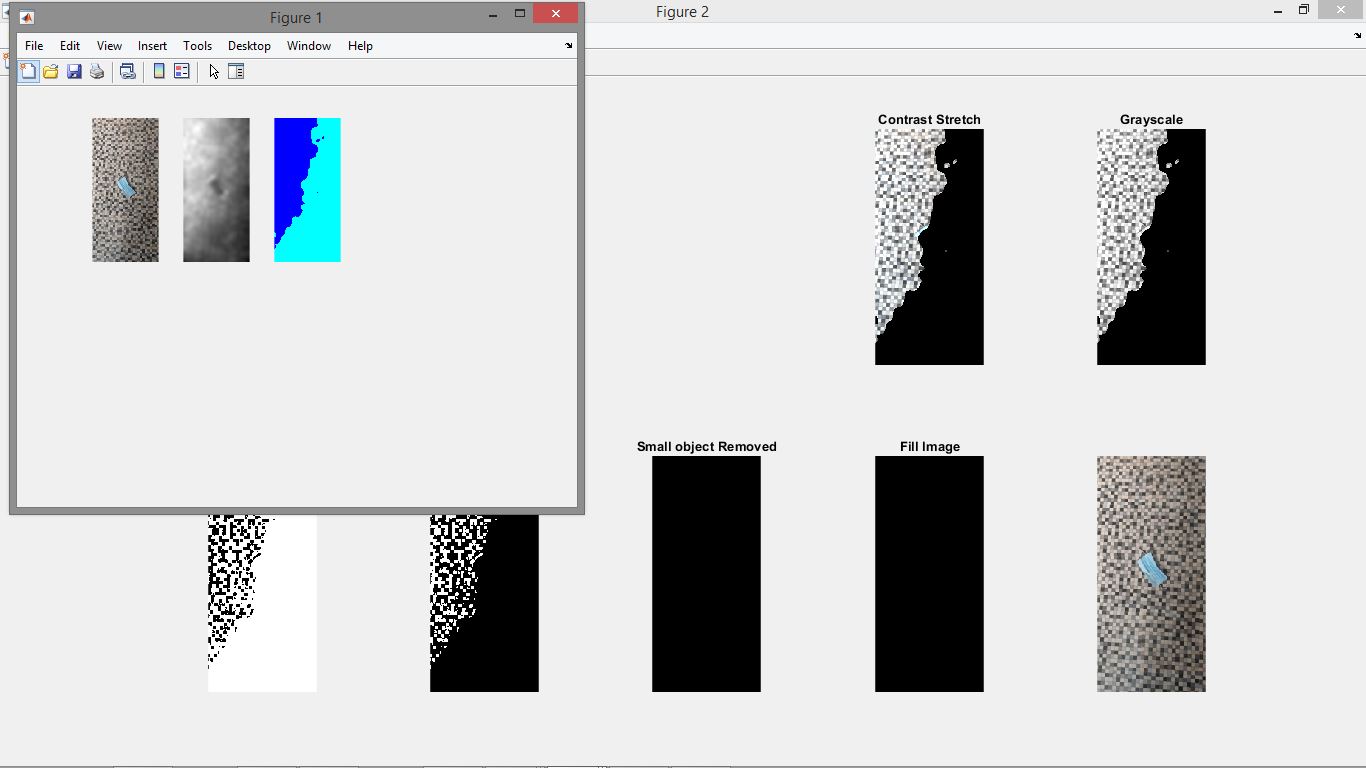 Figure 1
Figure 2
File Edit View Insert Tools Desktop Window Help
Contrast Stretch
Grayscale
Small object Removed
Fill Image